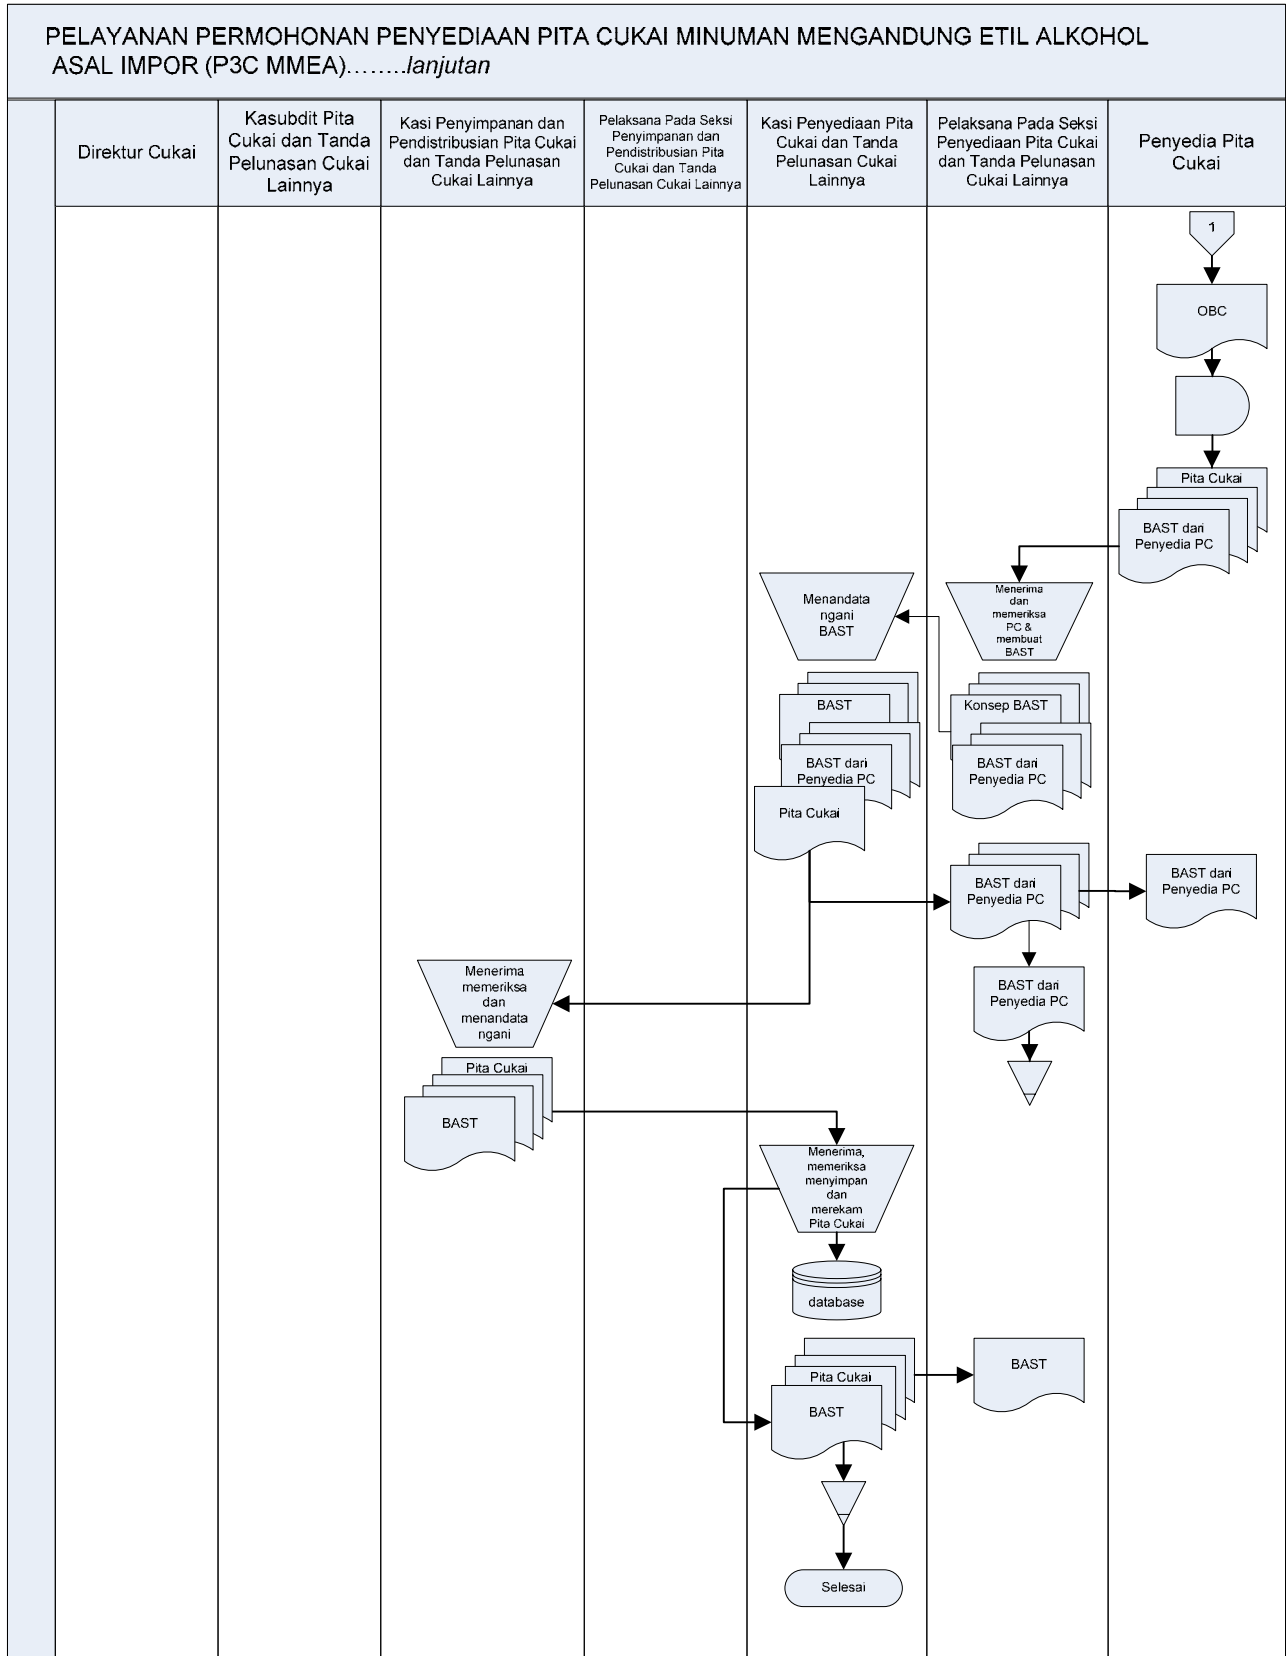 PELAYANAN PERMOHONAN PENYEDIAAN PITA CUKAI MINUMAN MENGANDUNG ETIL ALKOHOL
ASAL IMPOR (P3C MMEA)........lanjutan
Direktur Cukai
Kasubdit Pita
Cukai dan Tanda
Pelunasan Cukai
Lainnya
Kasi Penyimpanan dan
Pendistribusian Pita Cukai
dan Tanda Pelunasan
Cukai Lainnya
Pelaksana Pada Seksi
Penyimpanan dan
Pendistribusian Pita
Cukai dan Tanda
Pelunasan Cukai Lainnya
Kasi Penyediaan Pita
Cukai dan Tanda
Pelunasan Cukai
Lainnya
Pelaksana Pada Seksi
Penyediaan Pita Cukai
dan Tanda Pelunasan
Cukai Lainnya
Penyedia Pita
Cukai
1
OBC
Pita Cukai
BAST dari
Penyedia PC
Menerima
dan
memeriksa
PC &
membuat
BAST
Menandata
ngani
BAST
Konsep BAST
BAST dari
Penyedia PC
BAST
BAST dari
Penyedia PC
Pita Cukai
BAST dari
Penyedia PC
BAST dari
Penyedia PC
BAST dari
Penyedia PC
Menerima
memeriksa
dan
menandata
ngani
Pita Cukai
BAST
Menerima,
memeriksa
menyimpan
dan
merekam
Pita Cukai
database
Pita Cukai
BAST
BAST
Selesai